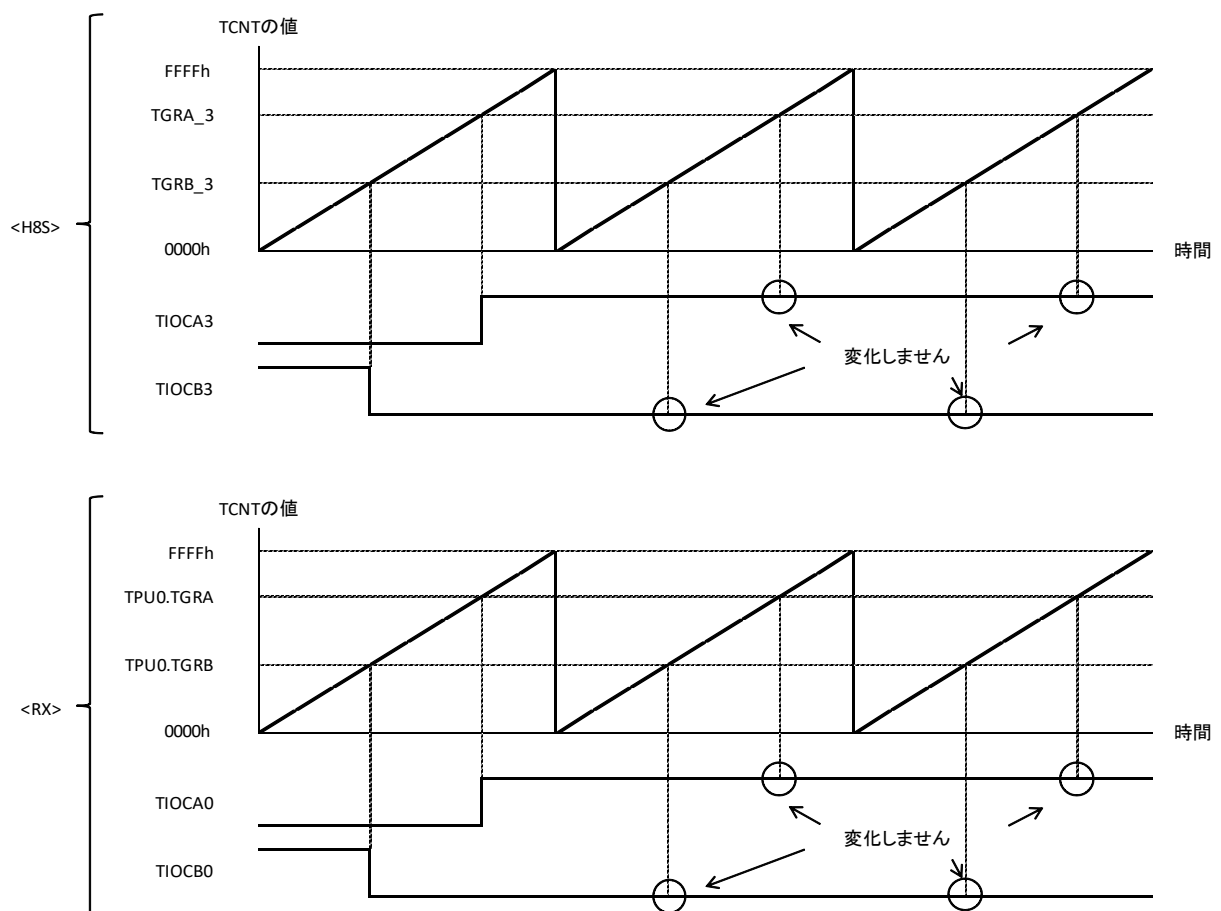 TCNTの値
FFFFh
TGRA_3
TGRB_3
<H8S>
0000h
時間
TIOCA3
変化しません
TIOCB3
TCNTの値
FFFFh
TPU0.TGRA
TPU0.TGRB
<RX>
0000h
時間
TIOCA0
変化しません
TIOCB0